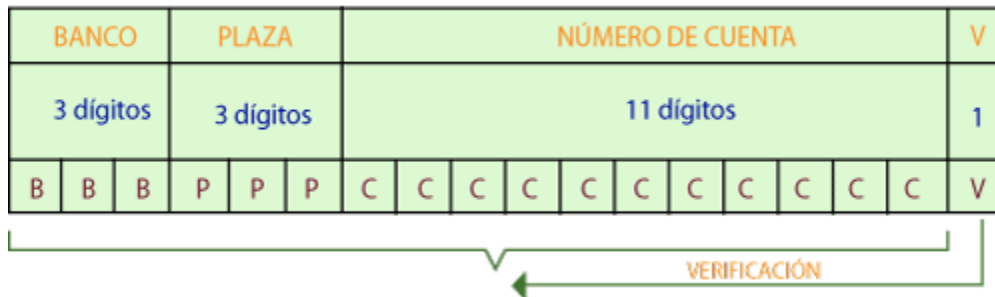 BANCO PLAZA NÚMERO DE CUENTA V
3 dígitos 3 dígitos 11 dígitos 1
B B B P P P C C C C C C C C C C C V
VERIFICACIÓN